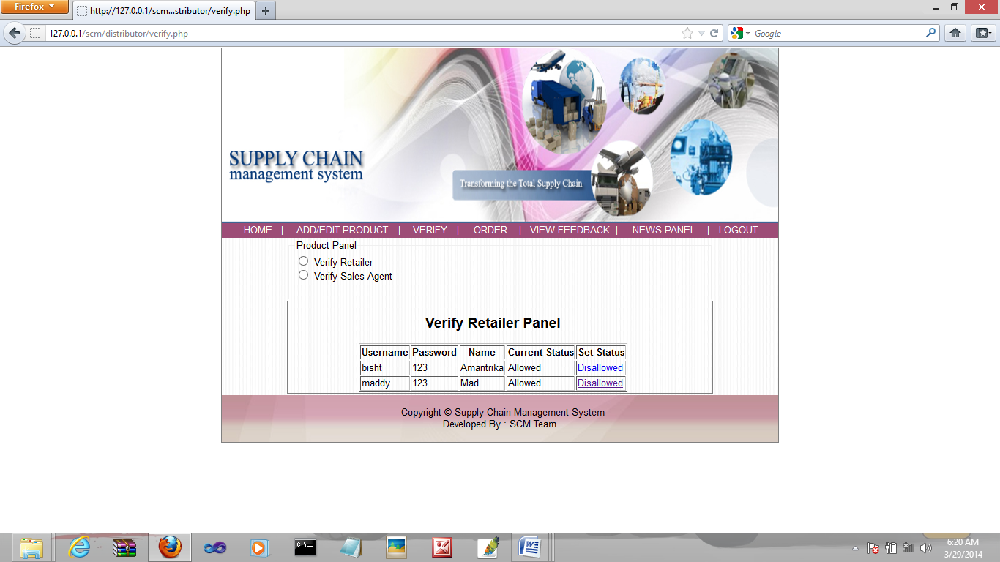 Firefox
http://127.0.0.1/scm...stributor/verify.php
127.0.0.1/scm/distributor/verify.php
Google
SUPPLY CHAIN
management system
Transforming the Total Supply Chain
HOME | ADD/EDIT PRODUCT | VERIFY | ORDER | VIEW FEEDBACK | NEWS PANEL | LOGOUT
Product Panel
Verify Retailer
Verify Sales Agent
Verify Retailer Panel
Username Password Name Current Status Set Status
bisht 123 Amantrika Allowed Disallowed
maddy 123 Mad Allowed Disallowed
Copyright © Supply Chain Management System
Developed By : SCM Team
6:20 AM
3/29/2014